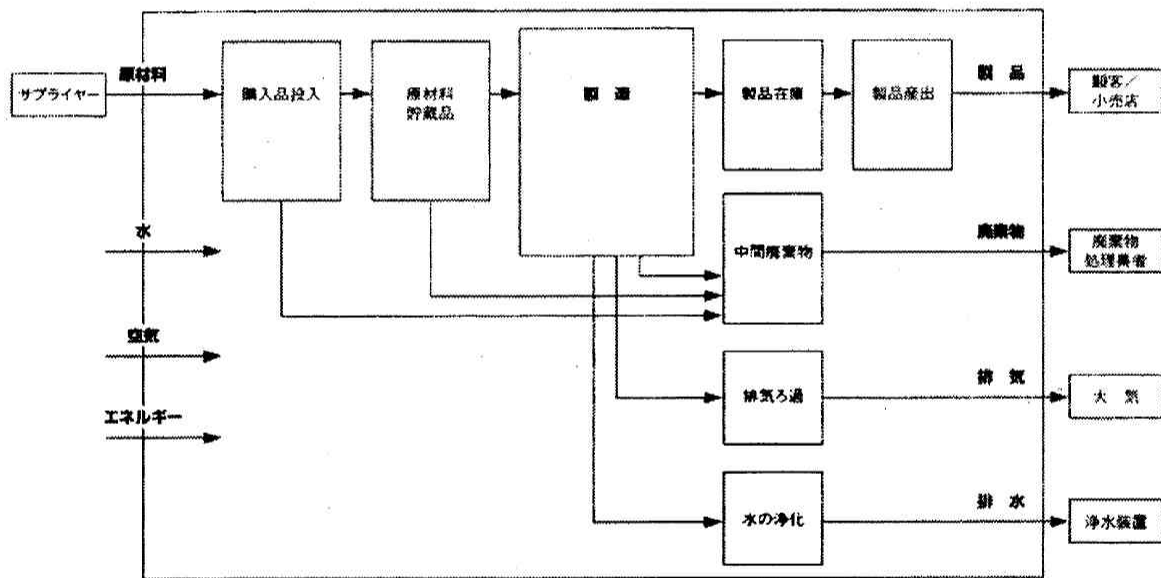 サプライヤー
原材料
購入品投入
原材料
貯蔵品
製造
製品在庫
製品産出
製品
顧客／
小売店
水
中間廃棄物
廃棄物
廃棄物
処理業者
空気
エネルギー
排気ろ過
排気
大気
水の浄化
排水
浄水装置